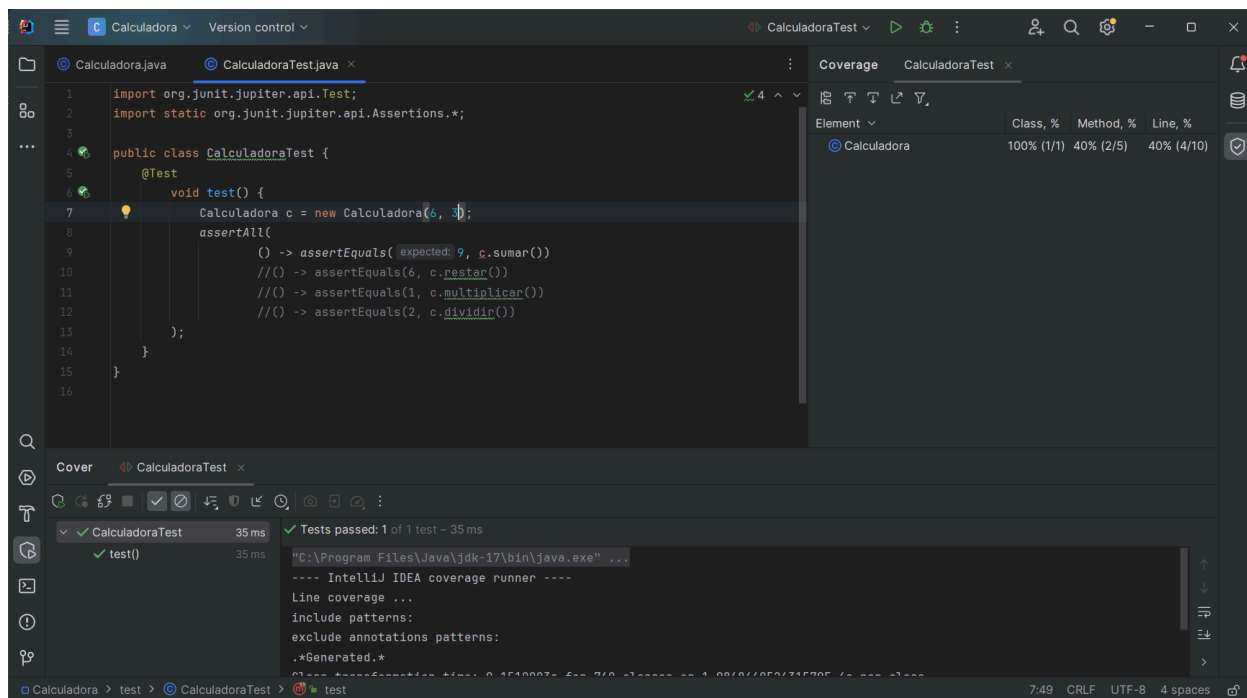 C Calculadora Version control CalculadoraTest
Calculadora.java CalculadoraTest.java Coverage CalculadoraTest
1 import org.junit.jupiter.api.Test;
2 import static org.junit.jupiter.api.Assertions.*;
3
4 public class CalculadoraTest {
5 @Test
6 void test() {
7 Calculadora c = new Calculadora(6, 3);
8 assertAll(
9 () -> assertEquals( expected: 9, c.sumar())
10 //() -> assertEquals(6, c.restar())
11 //() -> assertEquals(1, c.multiplicar())
12 //() -> assertEquals(2, c.dividir())
13 );
14 }
15 }
16
4
Element Class, % Method, % Line, %
Calculadora 100% (1/1) 40% (2/5) 40% (4/10)
Cover CalculadoraTest
CalculadoraTest 35 ms
test() 35 ms
Tests passed: 1 of 1 test – 35 ms
"C:\Program Files\Java\jdk-17\bin\java.exe" ...
---- IntelliJ IDEA coverage runner ----
Line coverage ...
include patterns:
exclude annotations patterns:
.*Generated.*
Calculadora > test > CalculadoraTest > test 7:49 CRLF UTF-8 4 spaces